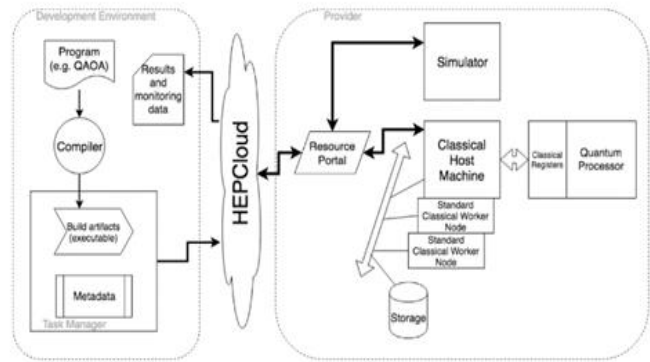 Development Environment
Program
(e.g. QAOA)
Results
and
monitoring
data
Compiler
Build artifacts
(executable)
Metadata
Task Manager
HEPCloud
Provider
Simulator
Resource
Portal
Classical
Host
Machine
Classical
Registers
Quantum
Processor
Standard
Classical Worker
Node
Standard
Classical Worker
Node
Storage